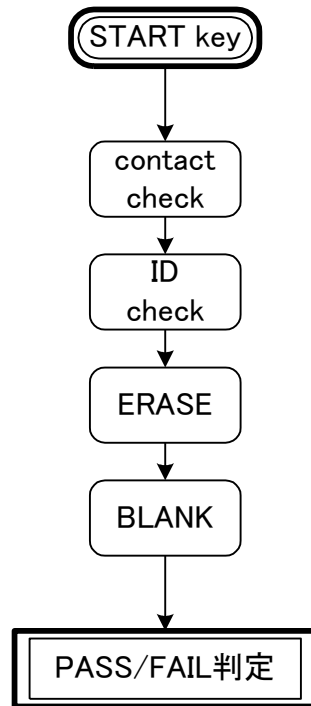 START key
contact
check
ID
check
ERASE
BLANK
PASS/FAIL判定